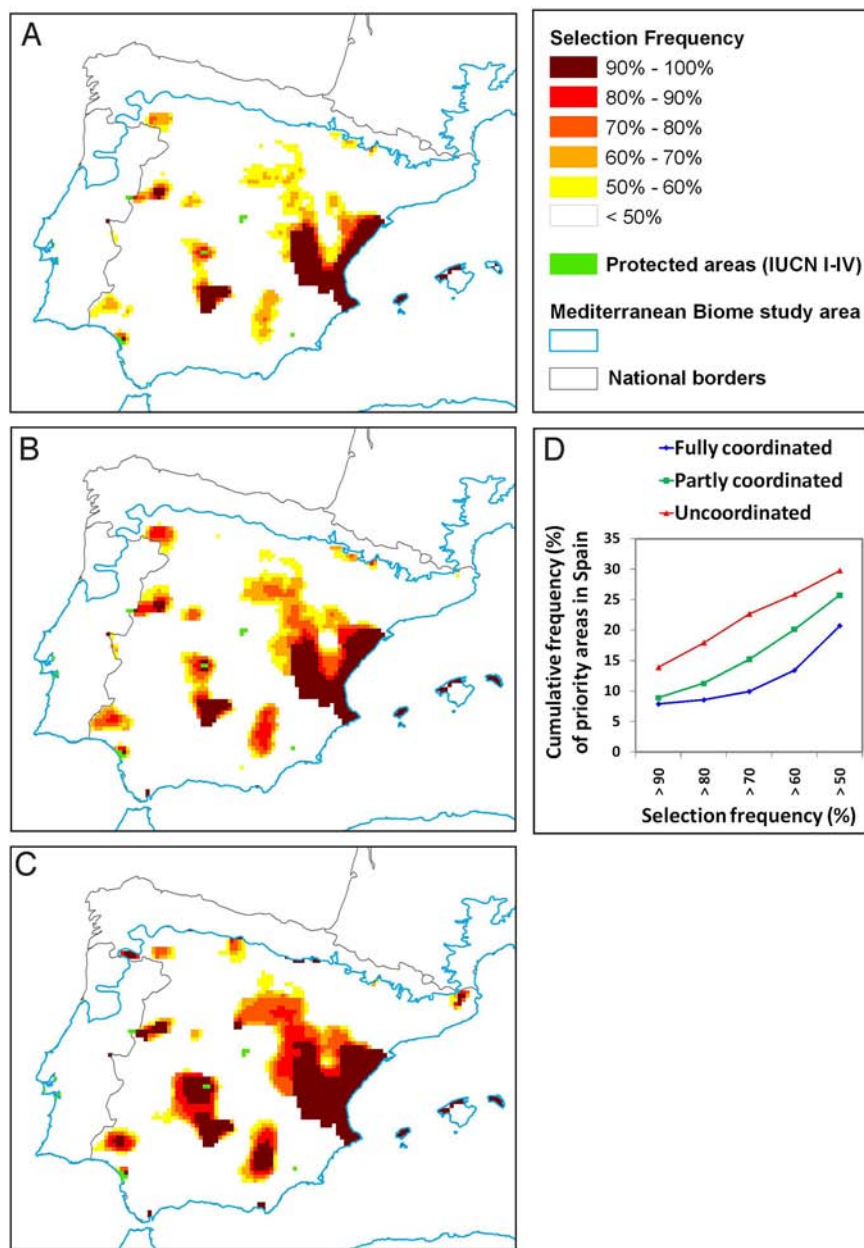 A
Selection Frequency
90% - 100%
80% - 90%
70% - 80%
60% - 70%
50% - 60%
< 50%
Protected areas (IUCN I-IV)
Mediterranean Biome study area
National borders
B
D
Fully coordinated
Partly coordinated
Uncoordinated
Cumulative frequency (%)
of priority areas in Spain
35
30
25
20
15
10
5
0
> 90
> 80
> 70
> 60
> 50
Selection frequency (%)
C